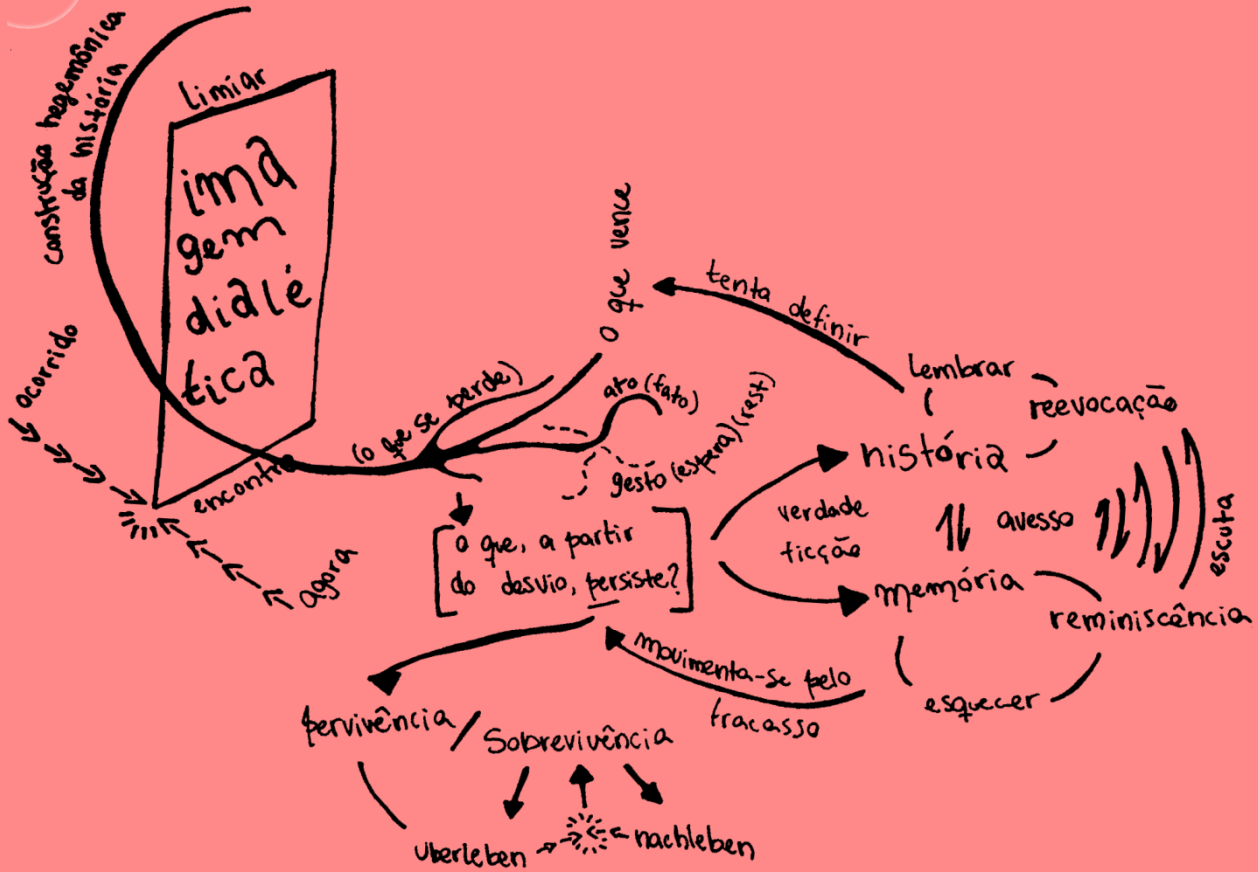 construção hegemônica
da história
limiar
imã
gem
dialé
tica
ocorrido
encontro
agora
(o que se perde)
o que vence
ato (fato)
gesto (espera) (rest)
tenta definir
lembrar
reevocação
história
verdade
ficção
avesso
escuta
memória
reminiscência
esquecer
[o que, a partir
do desvio, persiste?]
movimenta-se pelo
fracasso
pervivência /
Sobrevivência
uberleben
nachleben